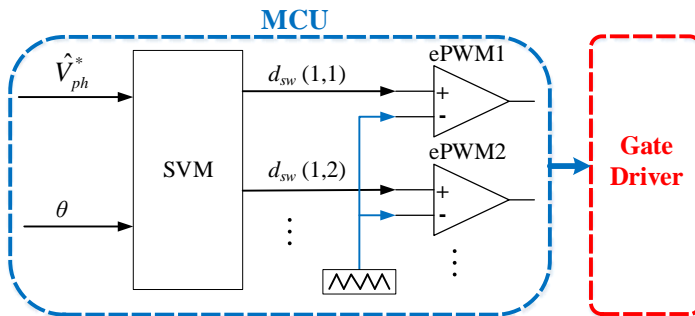 MCU
V̂*ph
θ
SVM
dsw (1,1)
dsw (1,2)
⋮
ePWM1
+
-
ePWM2
+
-
⋮
Gate
Driver